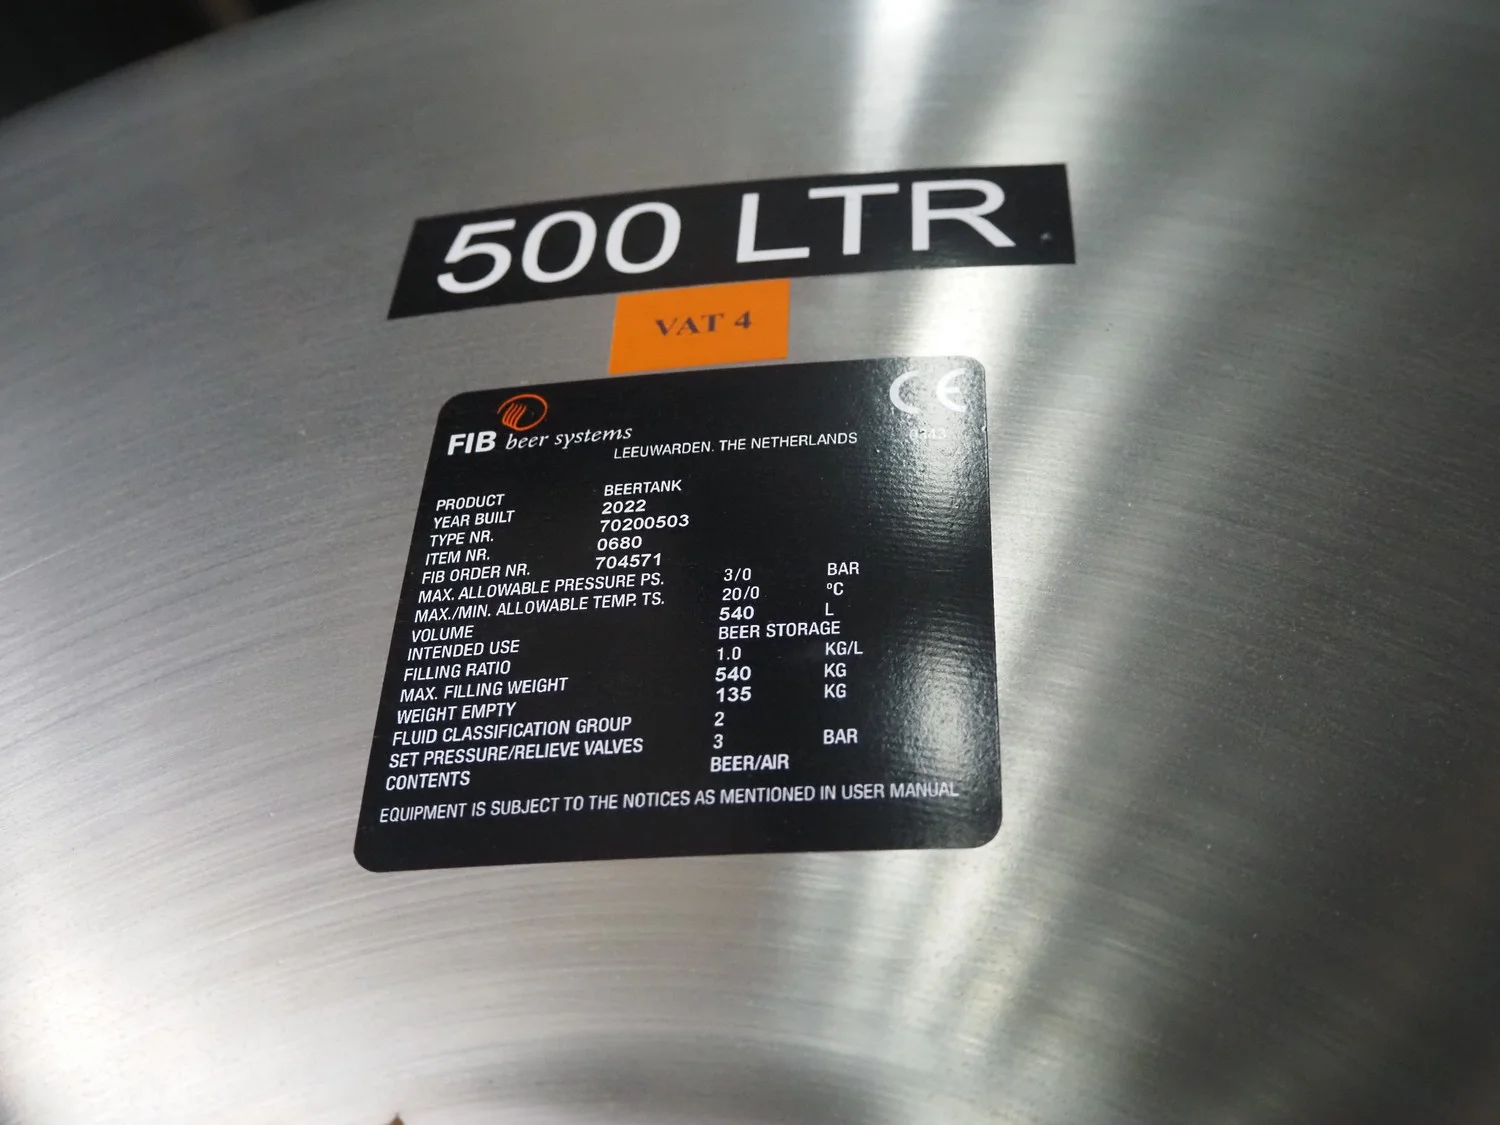 500 LTR
VAT 4
CE
FIB beer systems
LEEUWARDEN. THE NETHERLANDS
PRODUCT BEERTANK
YEAR BUILT 2022
TYPE NR. 70200503
ITEM NR. 0680
FIB ORDER NR. 704571
MAX. ALLOWABLE PRESSURE PS. 3/0 BAR
MAX./MIN. ALLOWABLE TEMP. TS. 20/0 ºC
VOLUME 540 L
INTENDED USE BEER STORAGE
FILLING RATIO 1.0 KG/L
MAX. FILLING WEIGHT 540 KG
WEIGHT EMPTY 135 KG
FLUID CLASSIFICATION GROUP 2
SET PRESSURE/RELIEVE VALVES 3 BAR
CONTENTS BEER/AIR
EQUIPMENT IS SUBJECT TO THE NOTICES AS MENTIONED IN USER MANUAL